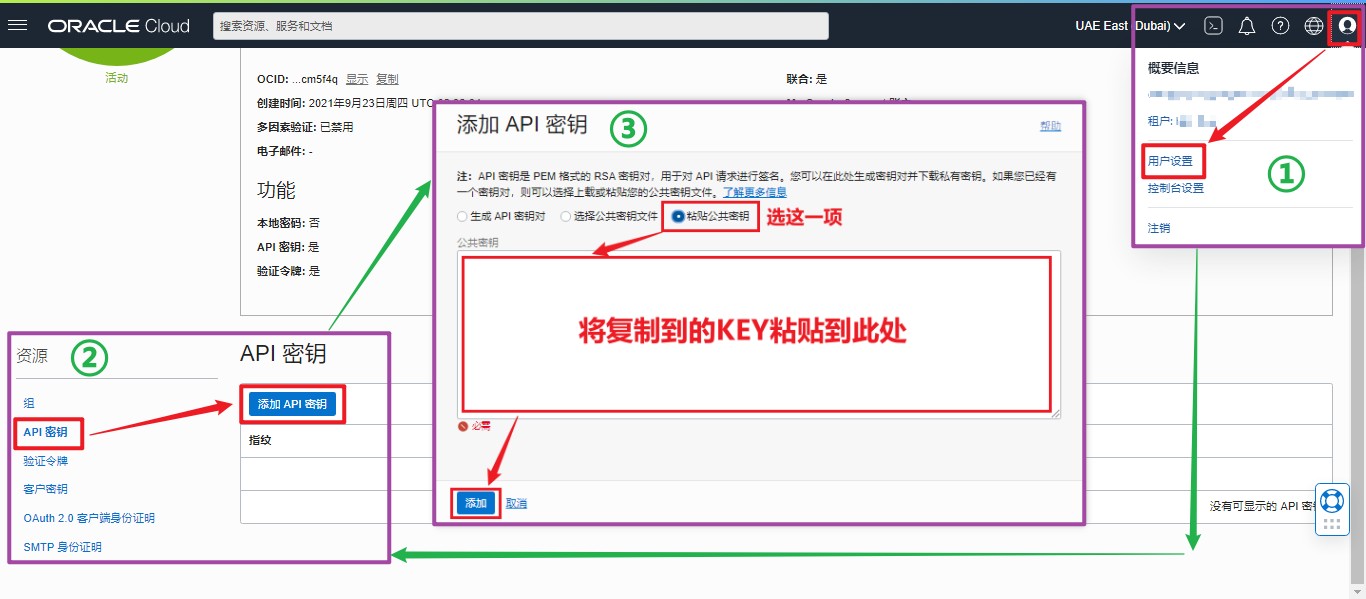 ORACLE Cloud
搜索资源、服务和文档
UAE East (Dubai)
活动
OCID: ...cm5f4q 显示 复制
联合: 是
创建时间: 2021年9月23日周四 UTC
多因素验证: 已禁用
电子邮件: -
功能
本地密码: 否
API 密钥: 是
验证令牌: 是
概要信息
租户:
用户设置
①
控制台设置
注销
添加 API 密钥
③
帮助
注: API 密钥是 PEM 格式的 RSA 密钥对，用于对 API 请求进行签名。您可以在此处生成密钥对并下载私有密钥。如果您已经有
一个密钥对，则可以选择上载或粘贴您的公共密钥文件。了解更多信息
生成 API 密钥对 选择公共密钥文件 粘贴公共密钥 选这一项
公共密钥
将复制到的KEY粘贴到此处
必需
添加 取消
资源 ②
组
API 密钥
验证令牌
客户密钥
OAuth 2.0 客户端身份证明
SMTP 身份证明
API 密钥
添加 API 密钥
指纹
没有可显示的 API 密